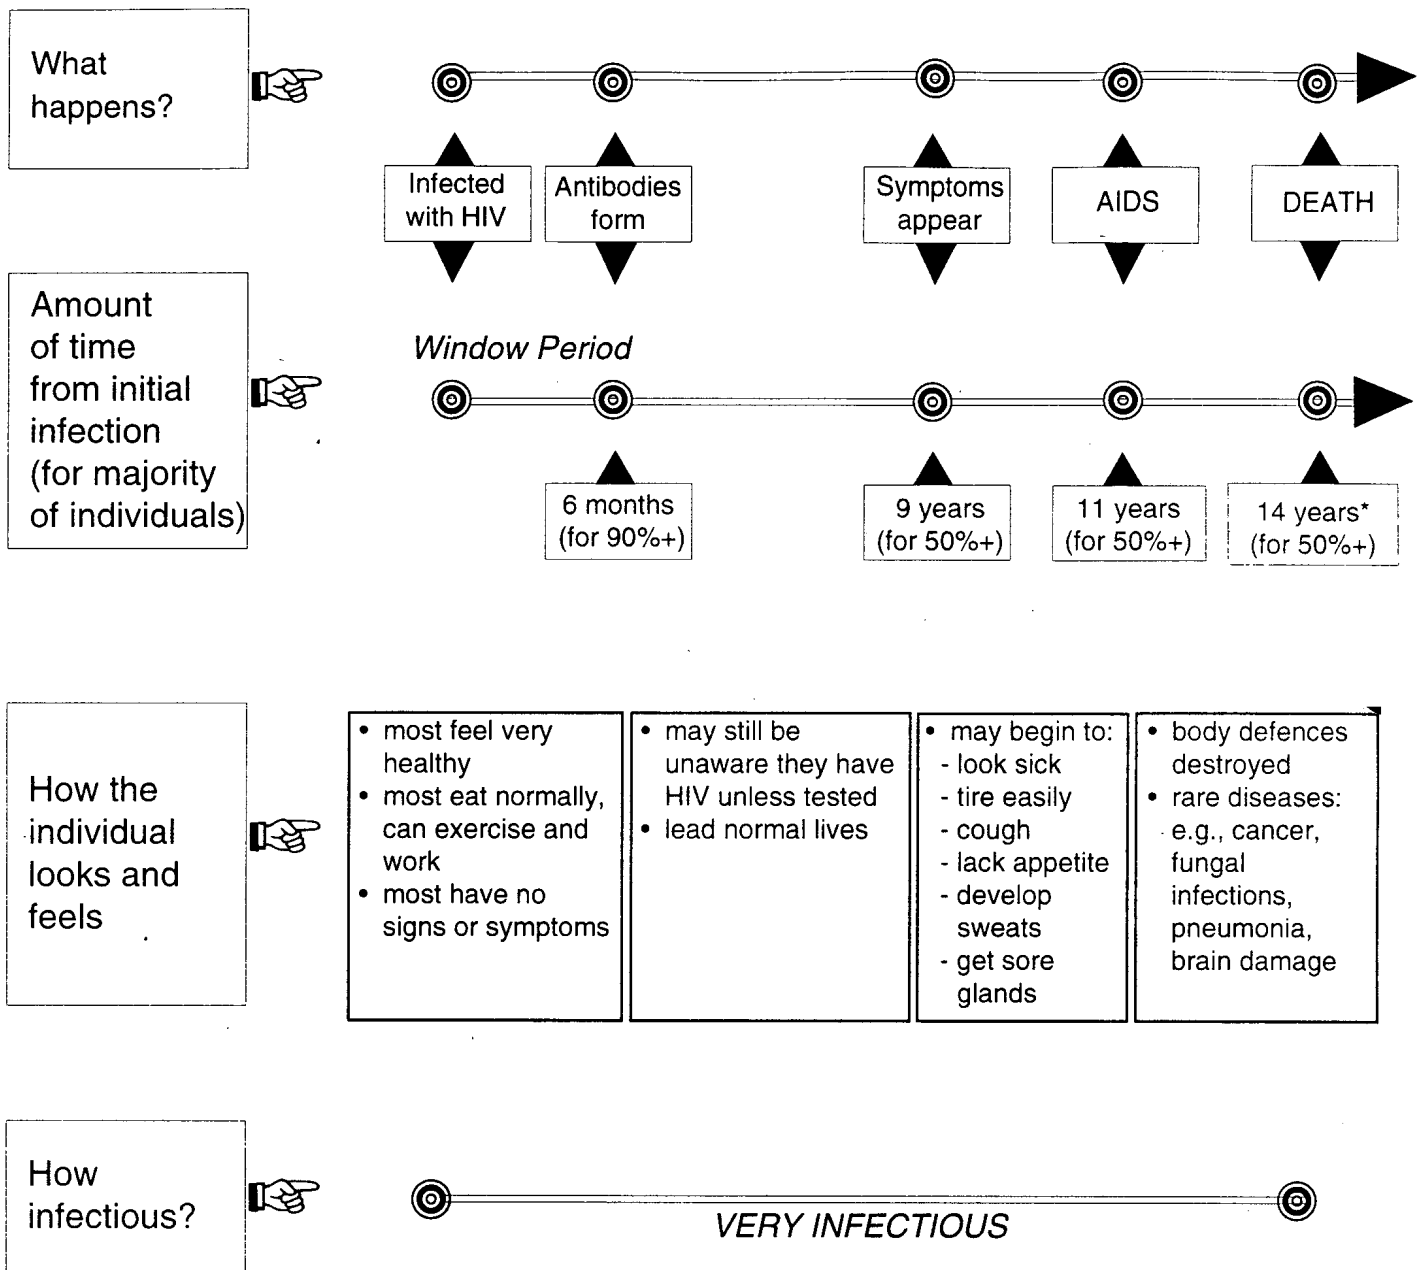 What
happens?
Infected
with HIV
Antibodies
form
Symptoms
appear
AIDS
DEATH
Amount
of time
from initial
infection
(for majority
of individuals)
Window Period
6 months
(for 90%+)
9 years
(for 50%+)
11 years
(for 50%+)
14 years*
(for 50%+)
How the
individual
looks and
feels
• most feel very
healthy
• most eat normally,
can exercise and
work
• most have no
signs or symptoms
• may still be
unaware they have
HIV unless tested
• lead normal lives
• may begin to:
- look sick
- tire easily
- cough
- lack appetite
- develop
sweats
- get sore
glands
• body defences
destroyed
• rare diseases:
e.g., cancer,
fungal
infections,
pneumonia,
brain damage
How
infectious?
VERY INFECTIOUS